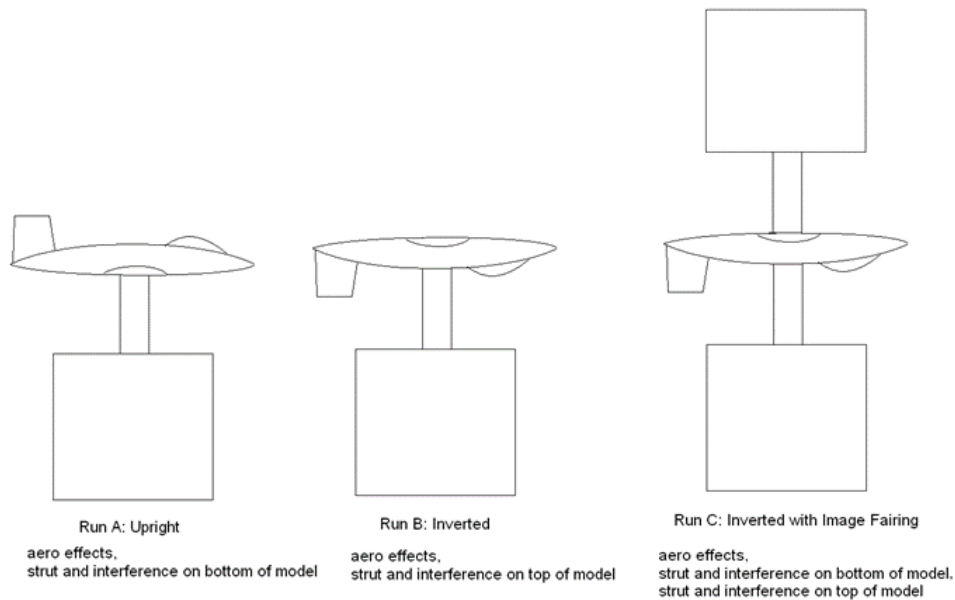 Run A: Upright
aero effects,
strut and interference on bottom of model
Run B: Inverted
aero effects,
strut and interference on top of model
Run C: Inverted with Image Fairing
aero effects,
strut and interference on bottom of model,
strut and interference on top of model